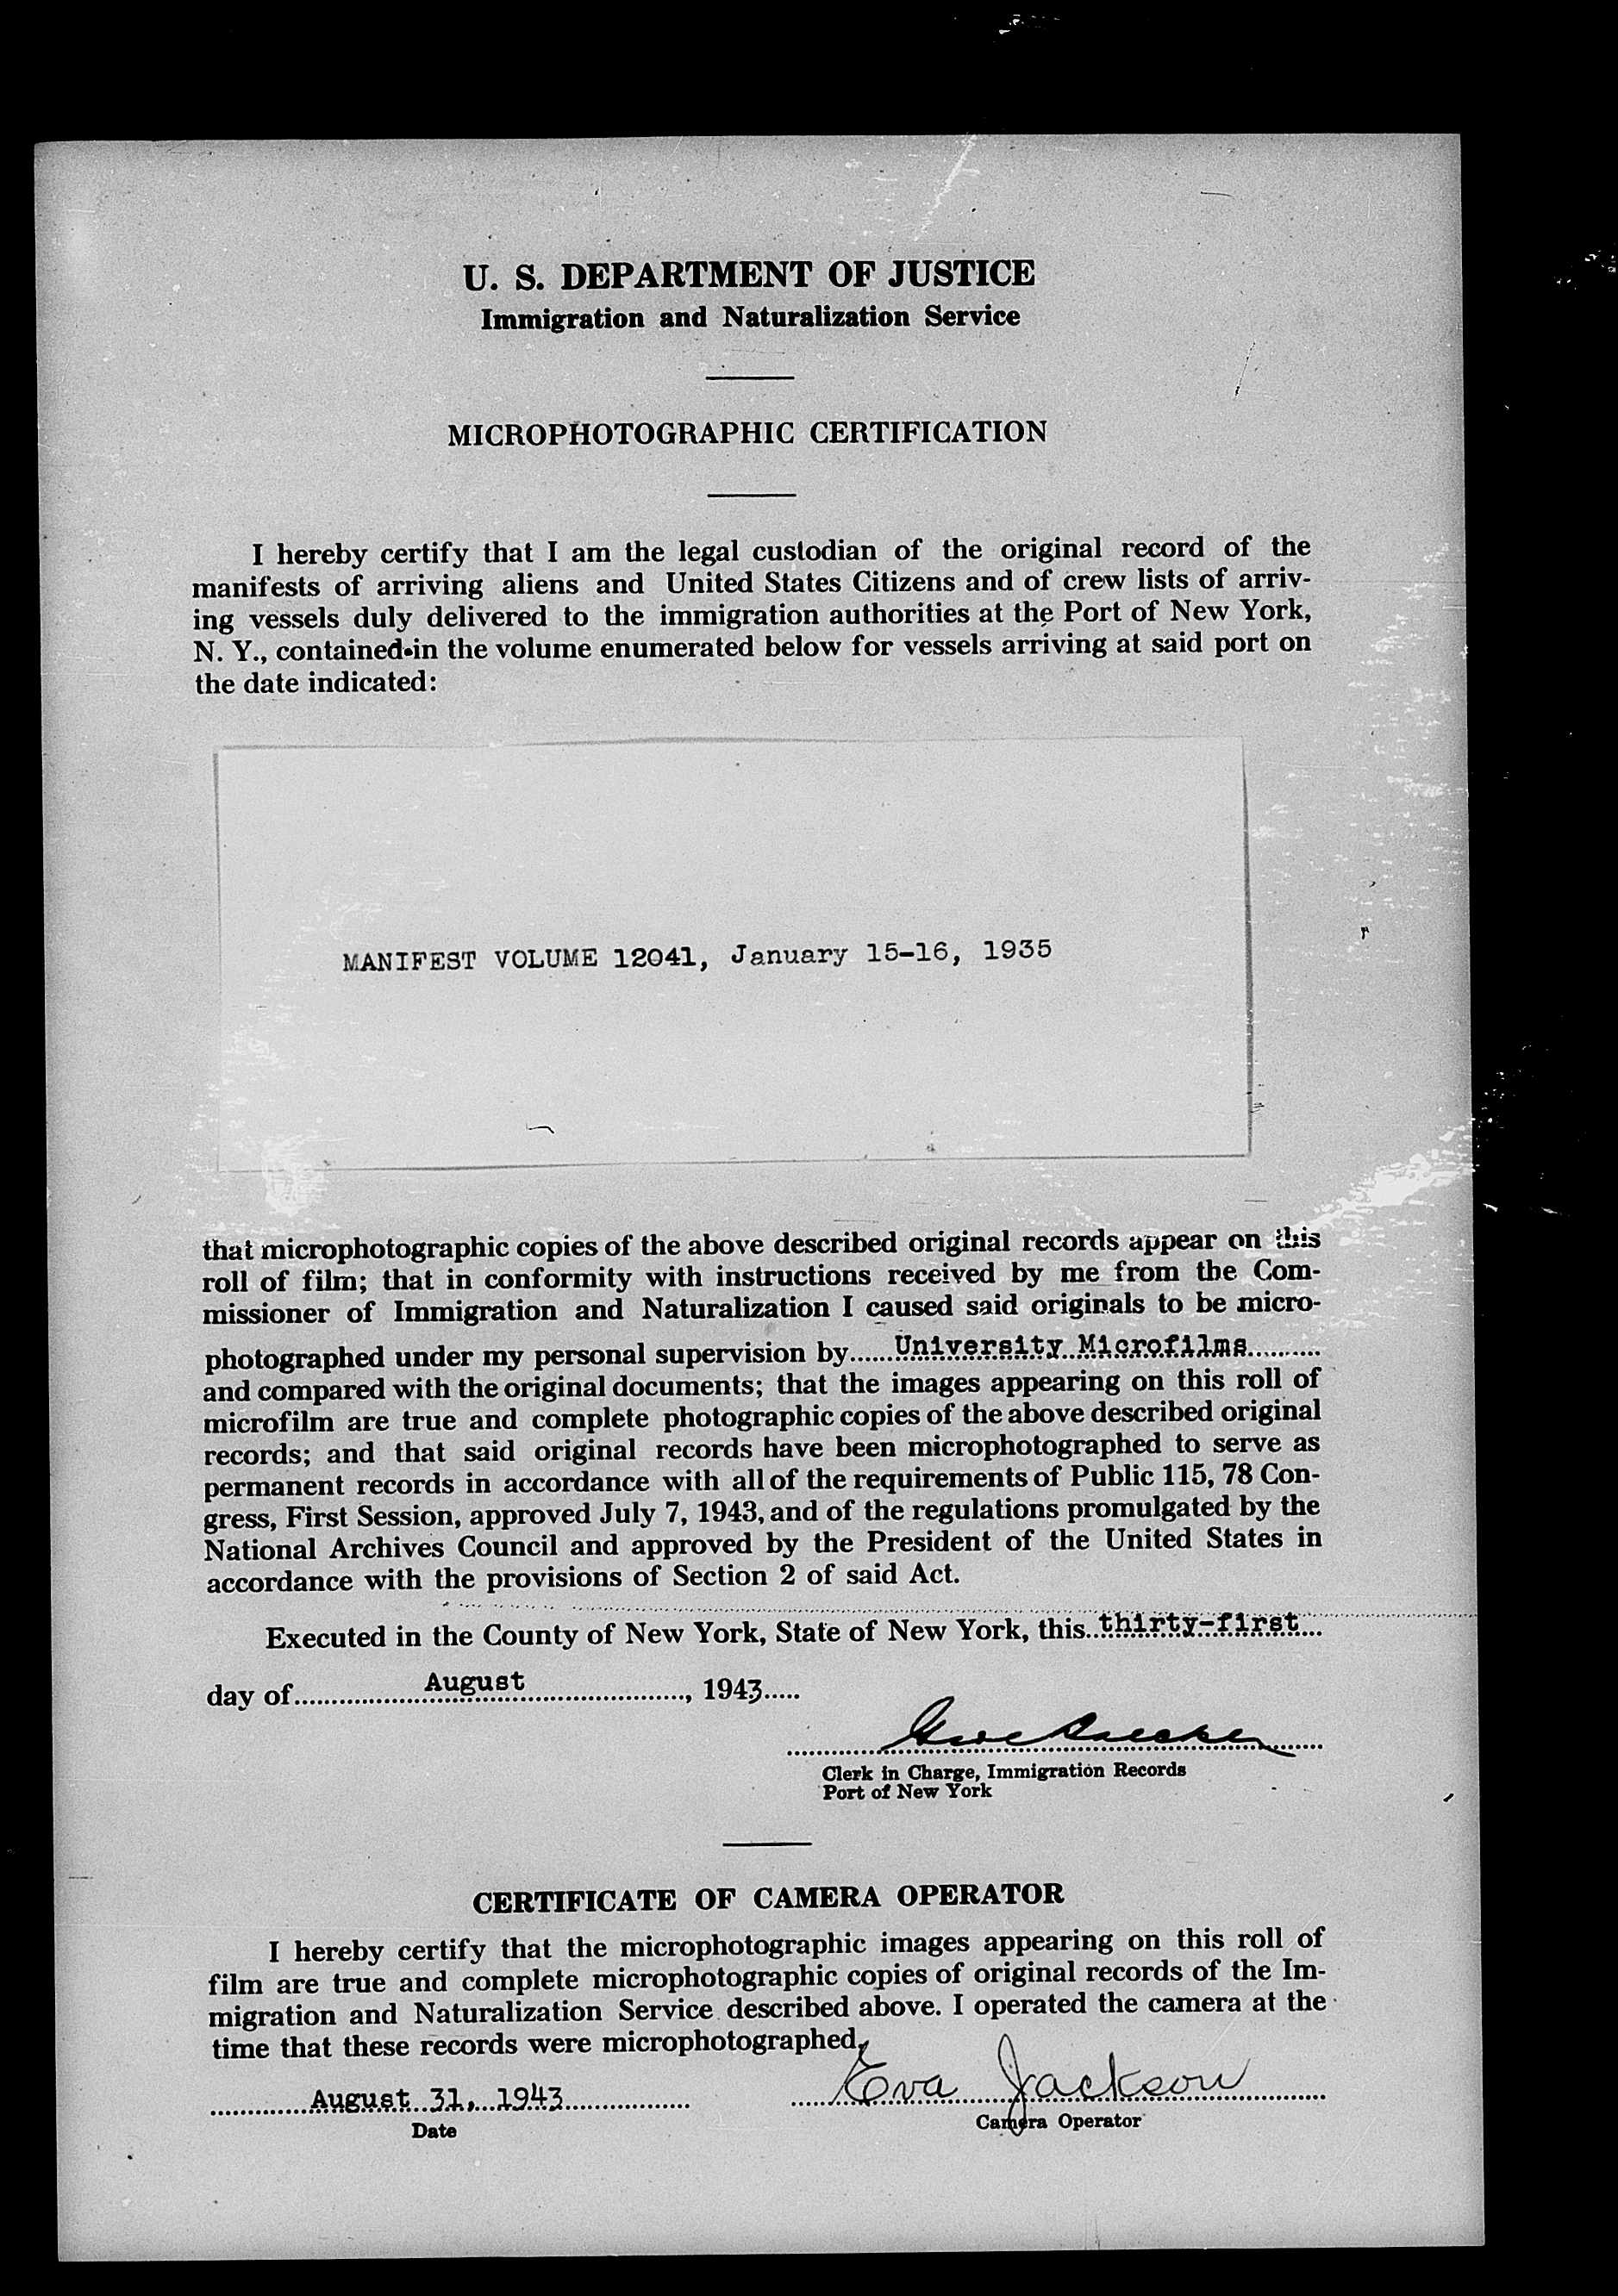 U. S. DEPARTMENT OF JUSTICE
Immigration and Naturalization Service
MICROPHOTOGRAPHIC CERTIFICATION
I hereby certify that I am the legal custodian of the original record of the
manifests of arriving aliens and United States Citizens and of crew lists of arriv-
ing vessels duly delivered to the immigration authorities at the Port of New York,
N. Y., contained in the volume enumerated below for vessels arriving at said port on
the date indicated:
MANIFEST VOLUME 12041, January 15-16, 1935
that microphotographic copies of the above described original records appear on this
roll of film; that in conformity with instructions received by me from the Com-
missioner of Immigration and Naturalization I caused said originals to be micro-
photographed under my personal supervision by......University Microfilms..........
and compared with the original documents; that the images appearing on this roll of
microfilm are true and complete photographic copies of the above described original
records; and that said original records have been microphotographed to serve as
permanent records in accordance with all of the requirements of Public 115, 78 Con-
gress, First Session, approved July 7, 1943, and of the regulations promulgated by the
National Archives Council and approved by the President of the United States in
accordance with the provisions of Section 2 of said Act.
Executed in the County of New York, State of New York, this..thirty-first...
day of..................August......................, 1943.....
Clerk in Charge, Immigration Records
Port of New York
CERTIFICATE OF CAMERA OPERATOR
I hereby certify that the microphotographic images appearing on this roll of
film are true and complete microphotographic copies of original records of the Im-
migration and Naturalization Service described above. I operated the camera at the
time that these records were microphotographed.
August 31, 1943 Eva Jackson
Date Camera Operator